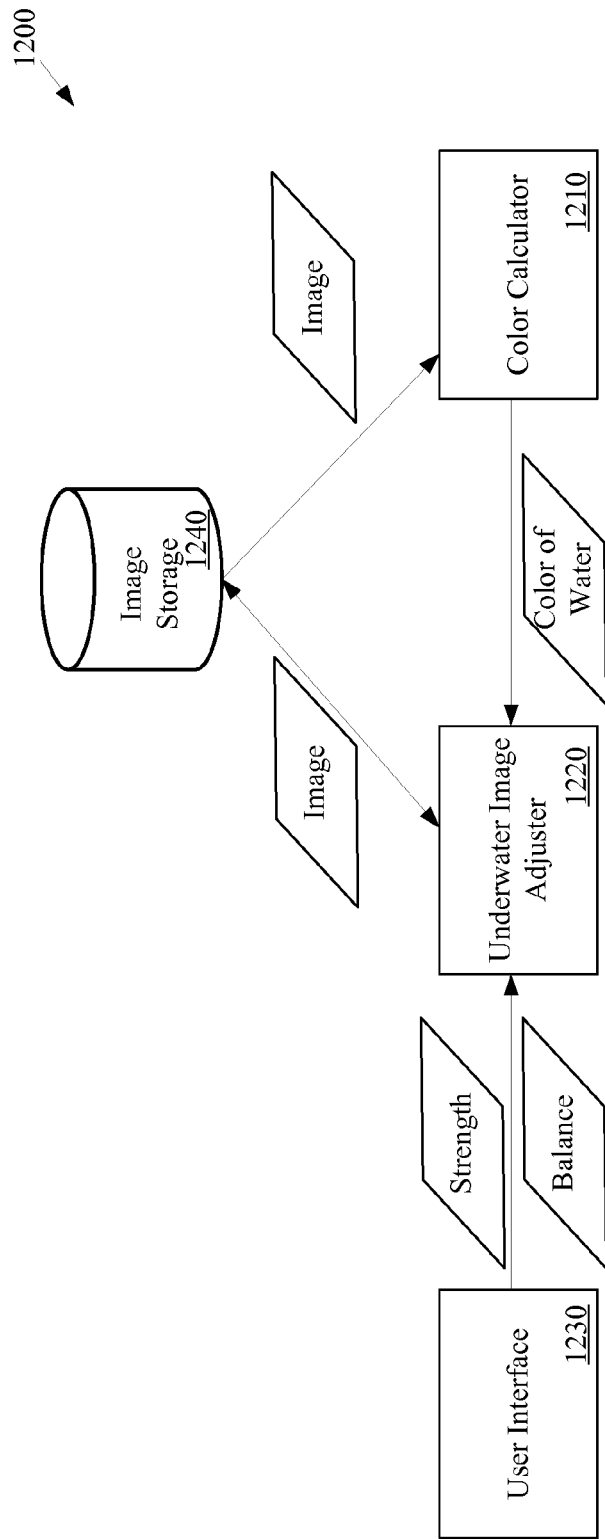 1200
Image
Storage
1240
Image
Image
Strength
Balance
Color of
Water
User Interface
1230
Underwater Image
Adjuster
1220
Color Calculator
1210